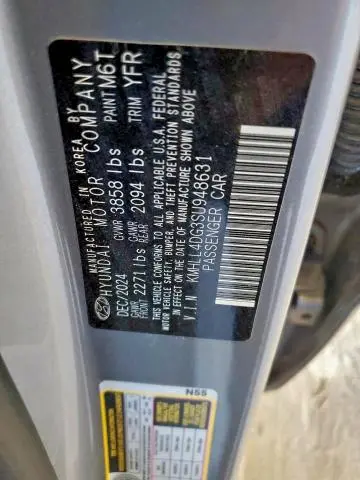 MANUFACTURED IN KOREA BY
HYUNDAI MOTOR COMPANY
DEC/2024 GVWR 3858 lbs PAINT M6T
GAWR FRONT 2271 lbs GAWR REAR 2094 lbs TRIM YFR
THIS VEHICLE CONFORMS TO ALL APPLICABLE U.S.A. FEDERAL
MOTOR VEHICLE SAFETY, BUMPER, AND THEFT PREVENTION STANDARDS
IN EFFECT ON THE DATE OF MANUFACTURE SHOWN ABOVE.
V.I.N KMHLL4DG3SU948631
PASSENGER CAR
N55